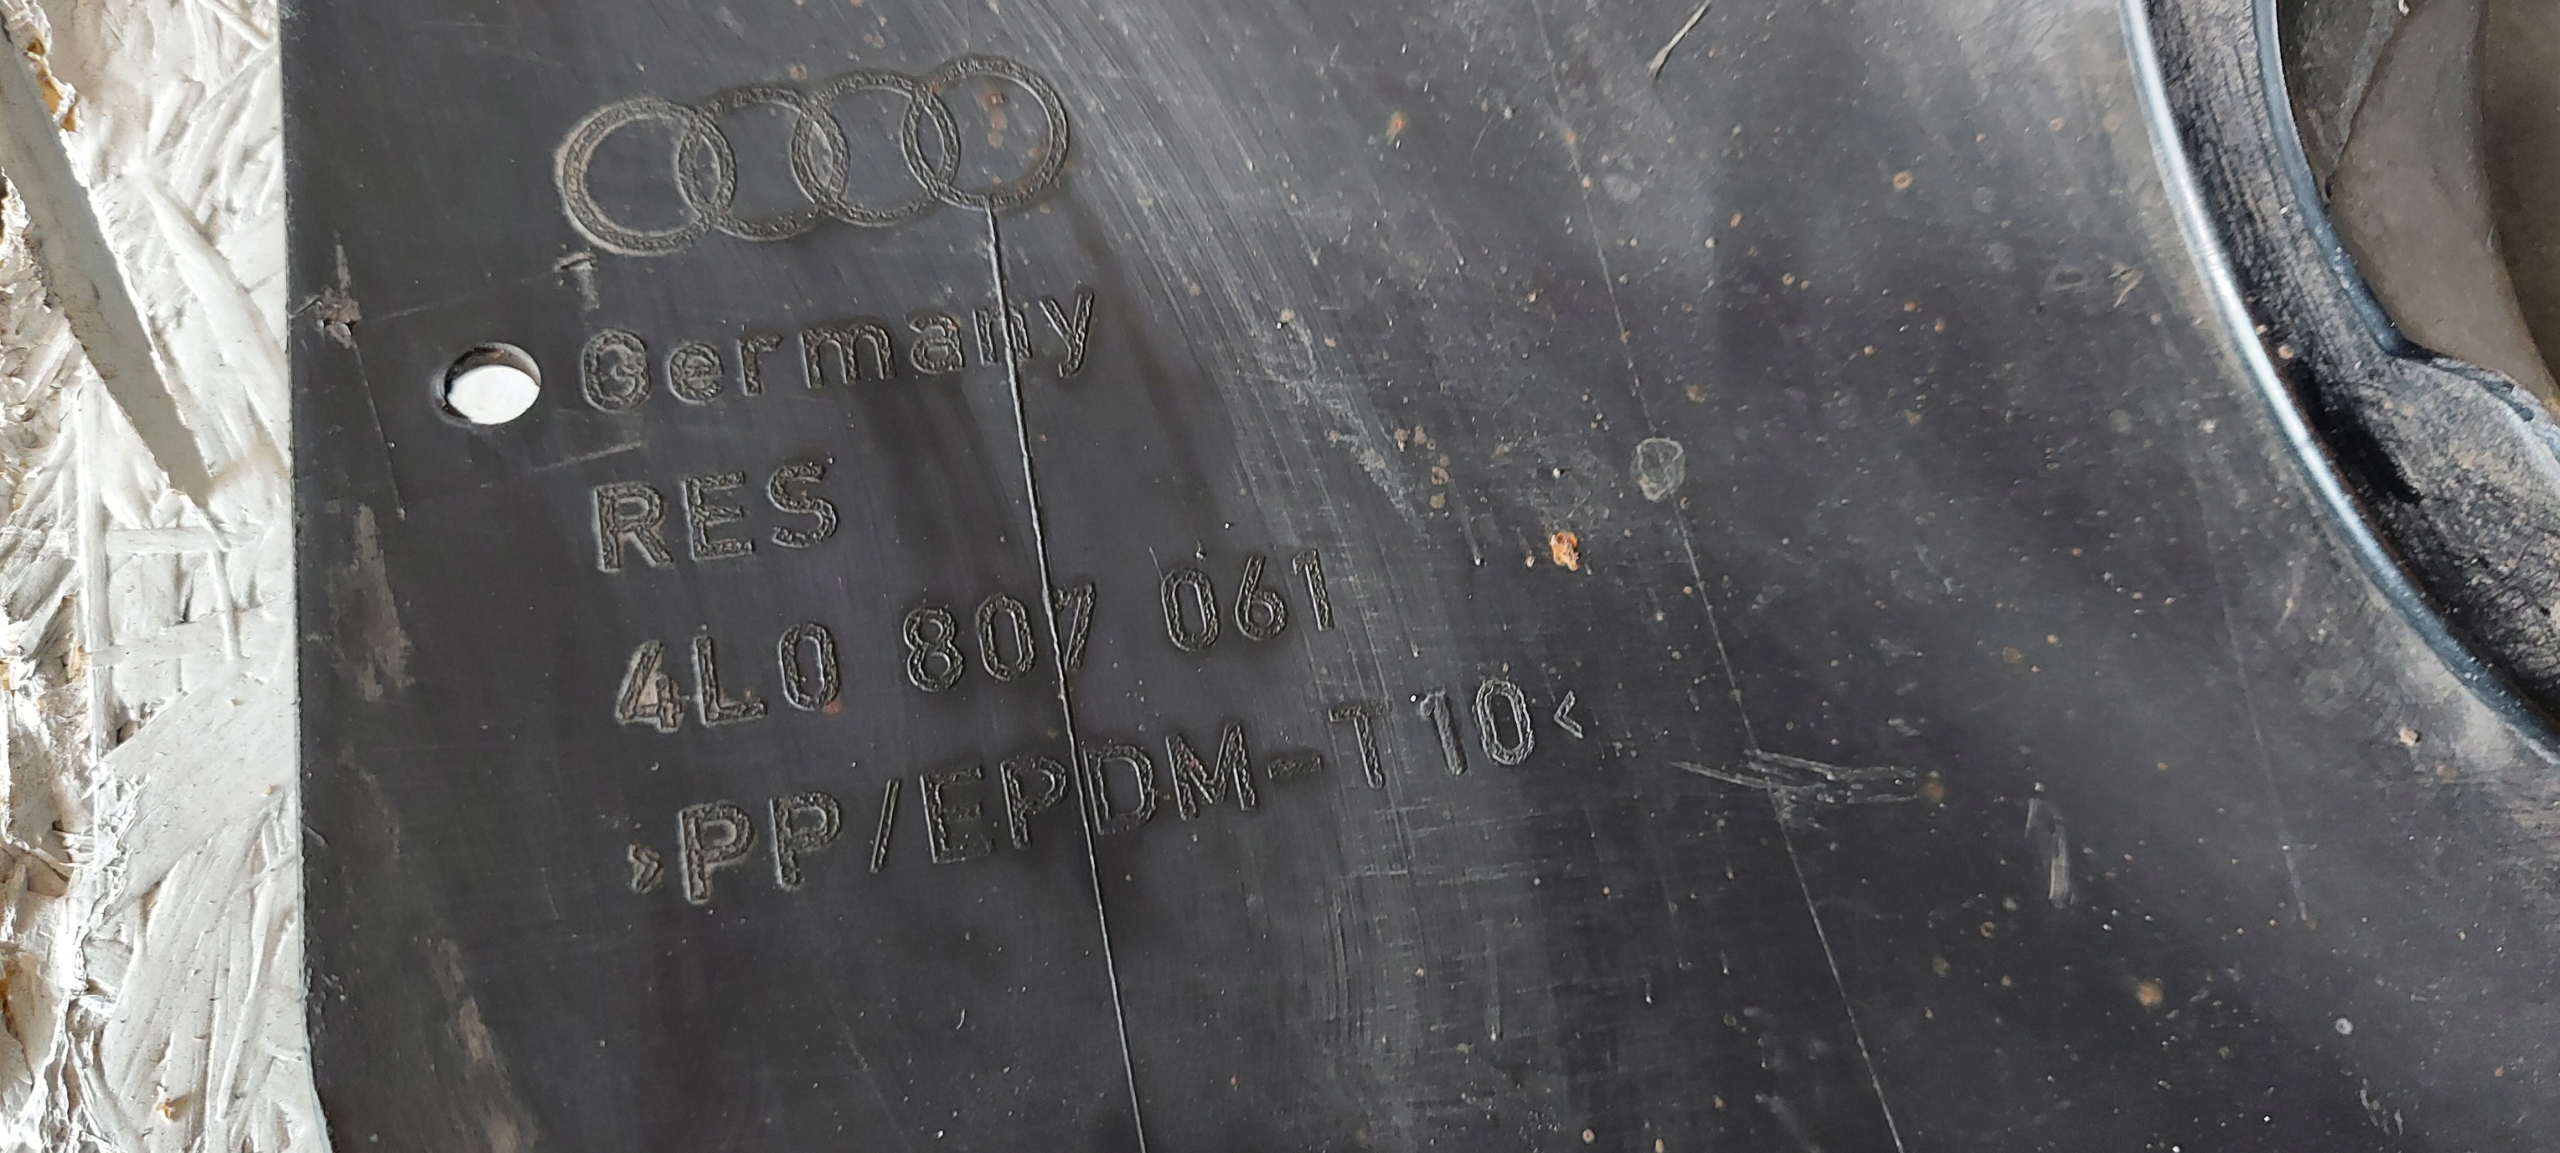 Germany
RES
4L0 807 061
>PP/EPDM-T10<